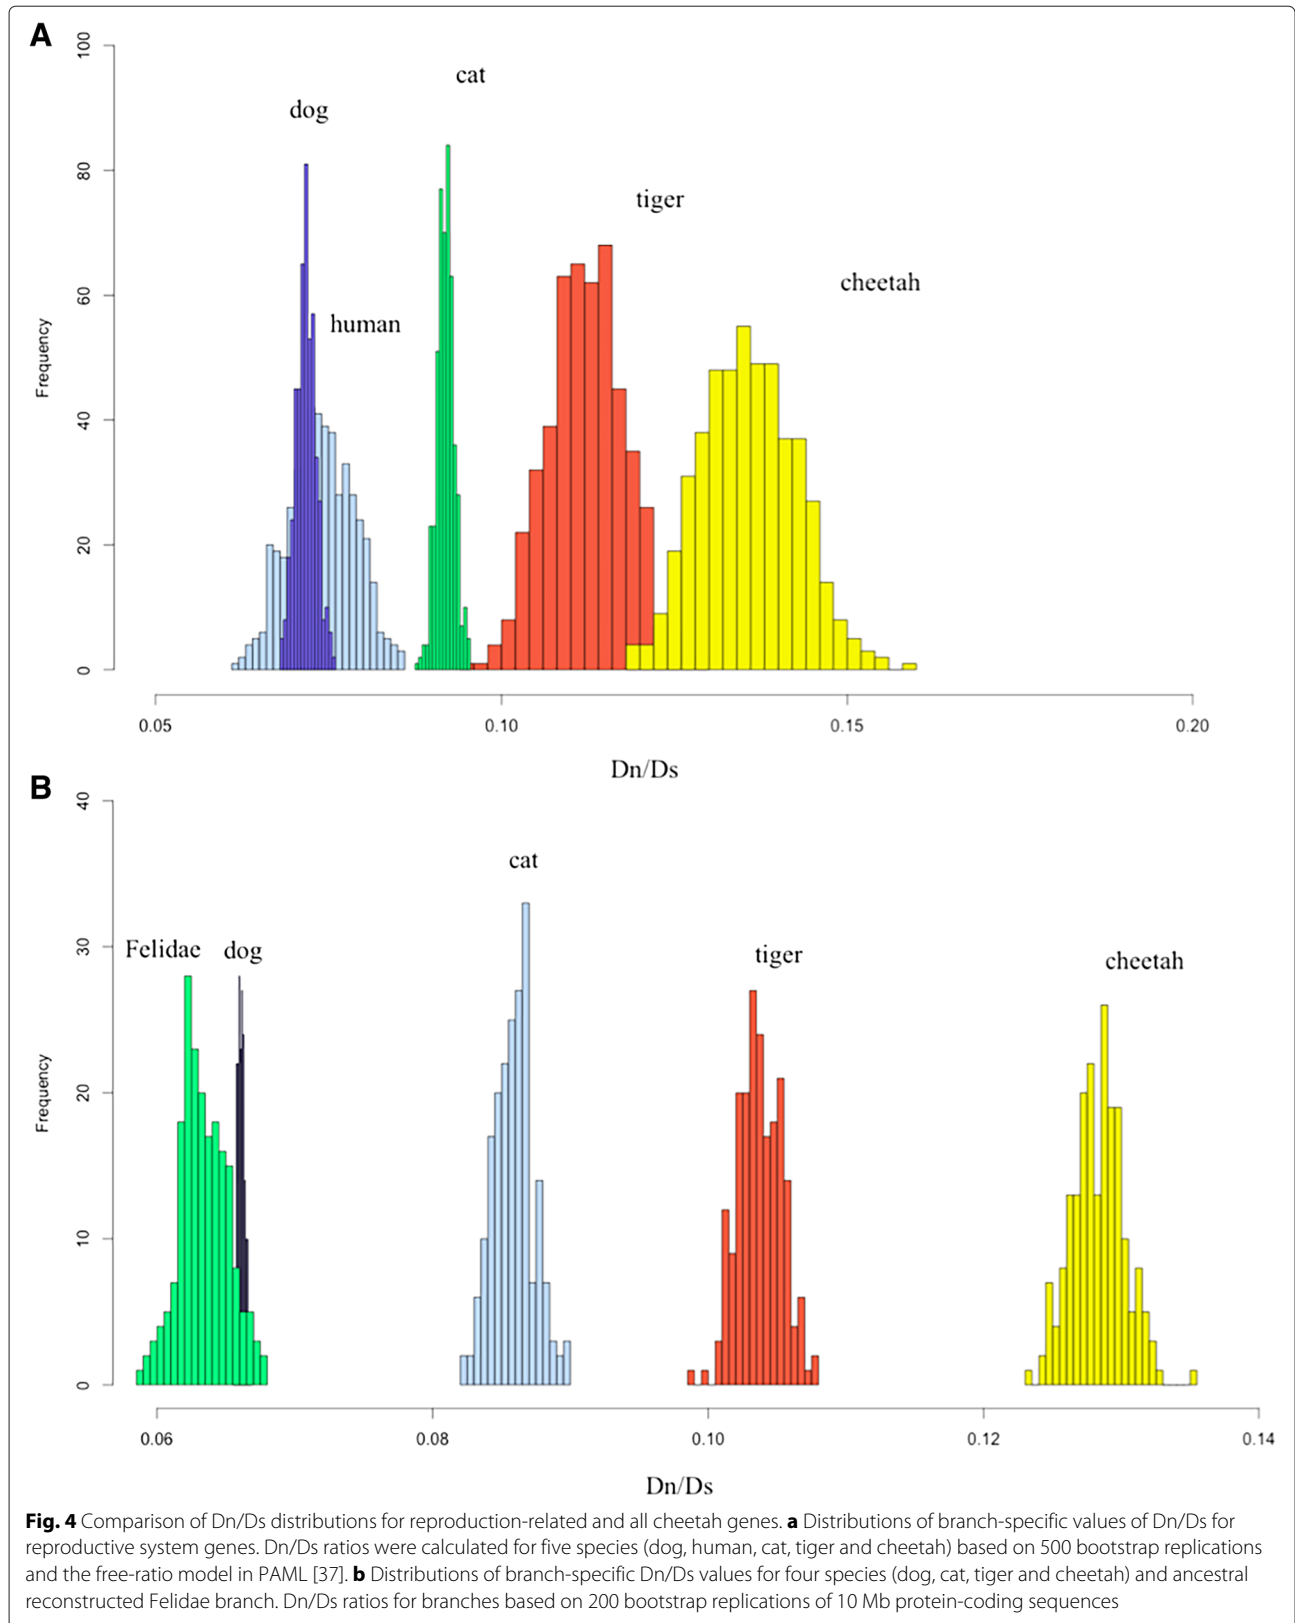 A
100
80
60
40
20
0
Frequency
dog
human
cat
tiger
cheetah
0.05 0.10 0.15 0.20
Dn/Ds
B
40
30
20
10
0
Frequency
Felidae
dog
cat
tiger
cheetah
0.06 0.08 0.10 0.12 0.14
Dn/Ds
Fig. 4 Comparison of Dn/Ds distributions for reproduction-related and all cheetah genes. a Distributions of branch-specific values of Dn/Ds for
reproductive system genes. Dn/Ds ratios were calculated for five species (dog, human, cat, tiger and cheetah) based on 500 bootstrap replications
and the free-ratio model in PAML [37]. b Distributions of branch-specific Dn/Ds values for four species (dog, cat, tiger and cheetah) and ancestral
reconstructed Felidae branch. Dn/Ds ratios for branches based on 200 bootstrap replications of 10 Mb protein-coding sequences